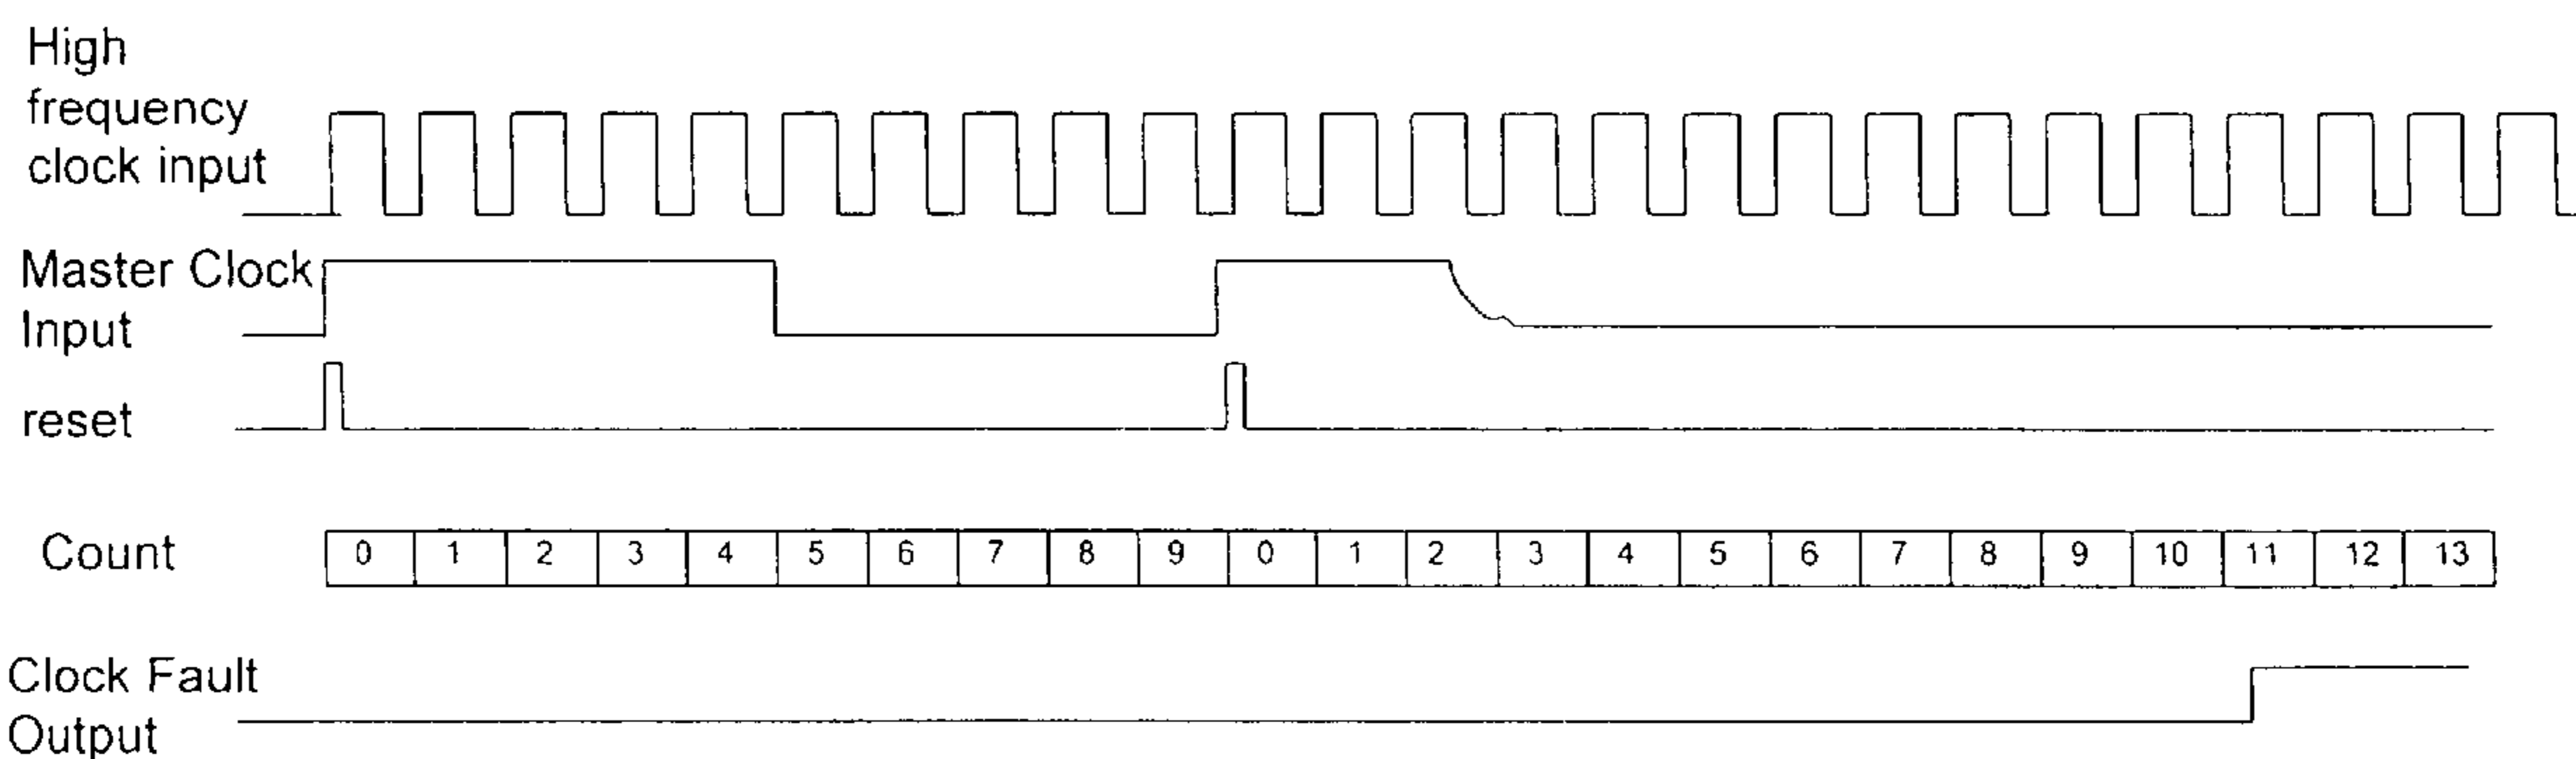 High
frequency
clock input
Master Clock
Input
reset
Count 0 1 2 3 4 5 6 7 8 9 0 1 2 3 4 5 6 7 8 9 10 11 12 13
Clock Fault
Output